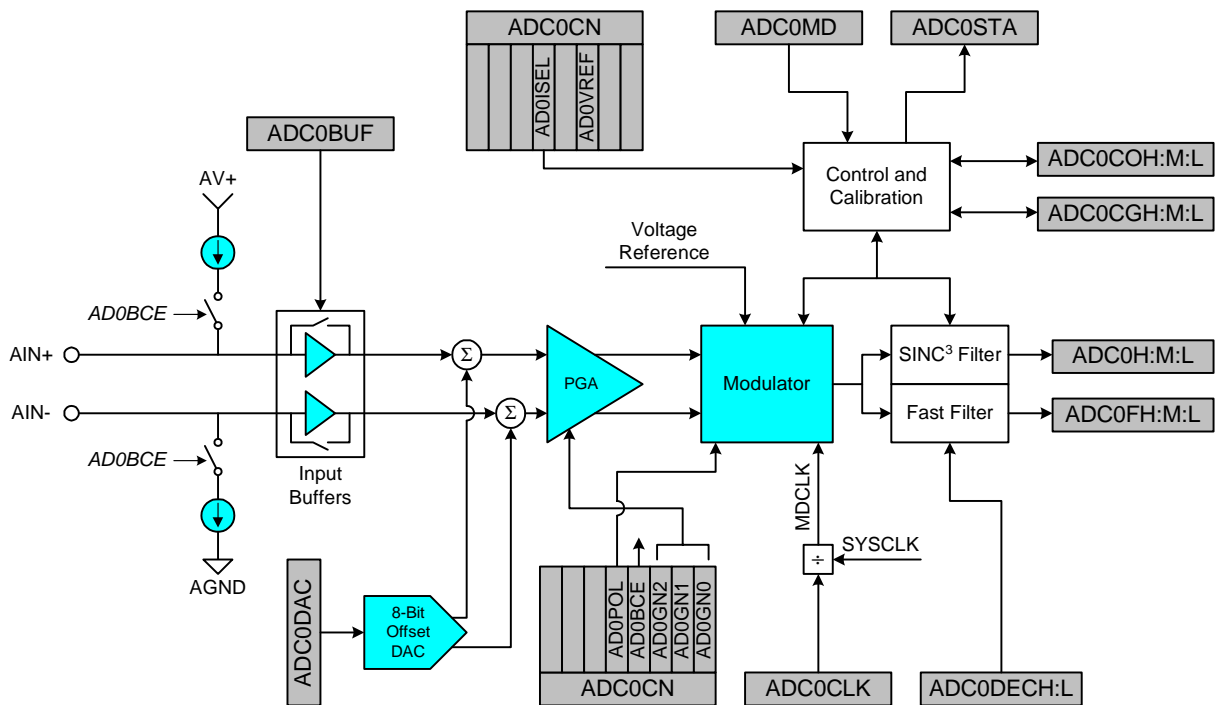 ADC0CN
AD0ISEL
AD0VREF
ADC0MD
ADC0STA
ADC0BUF
Control and
Calibration
ADC0COH:M:L
ADC0CGH:M:L
AV+
Voltage
Reference
AD0BCE
AIN+
Σ
PGA
Modulator
SINC³ Filter
ADC0H:M:L
AIN-
Σ
Fast Filter
ADC0FH:M:L
AD0BCE
Input
Buffers
MDCLK
SYSCLK
÷
AGND
ADC0DAC
8-Bit
Offset
DAC
AD0POL
AD0BCE
AD0GN2
AD0GN1
AD0GN0
ADC0CN
ADC0CLK
ADC0DECH:L